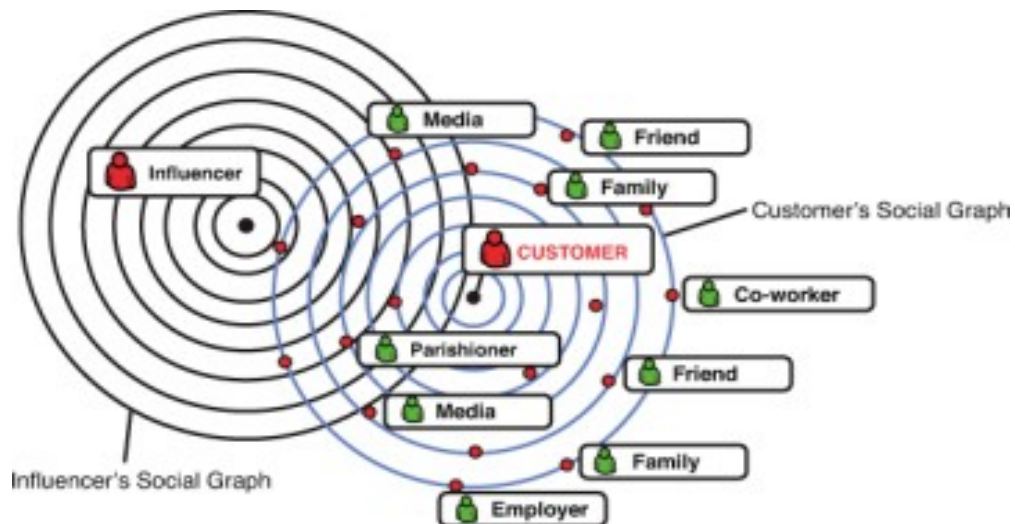 Media
Friend
Influencer
Family
Customer's Social Graph
CUSTOMER
Co-worker
Parishioner
Friend
Media
Family
Influencer's Social Graph
Employer